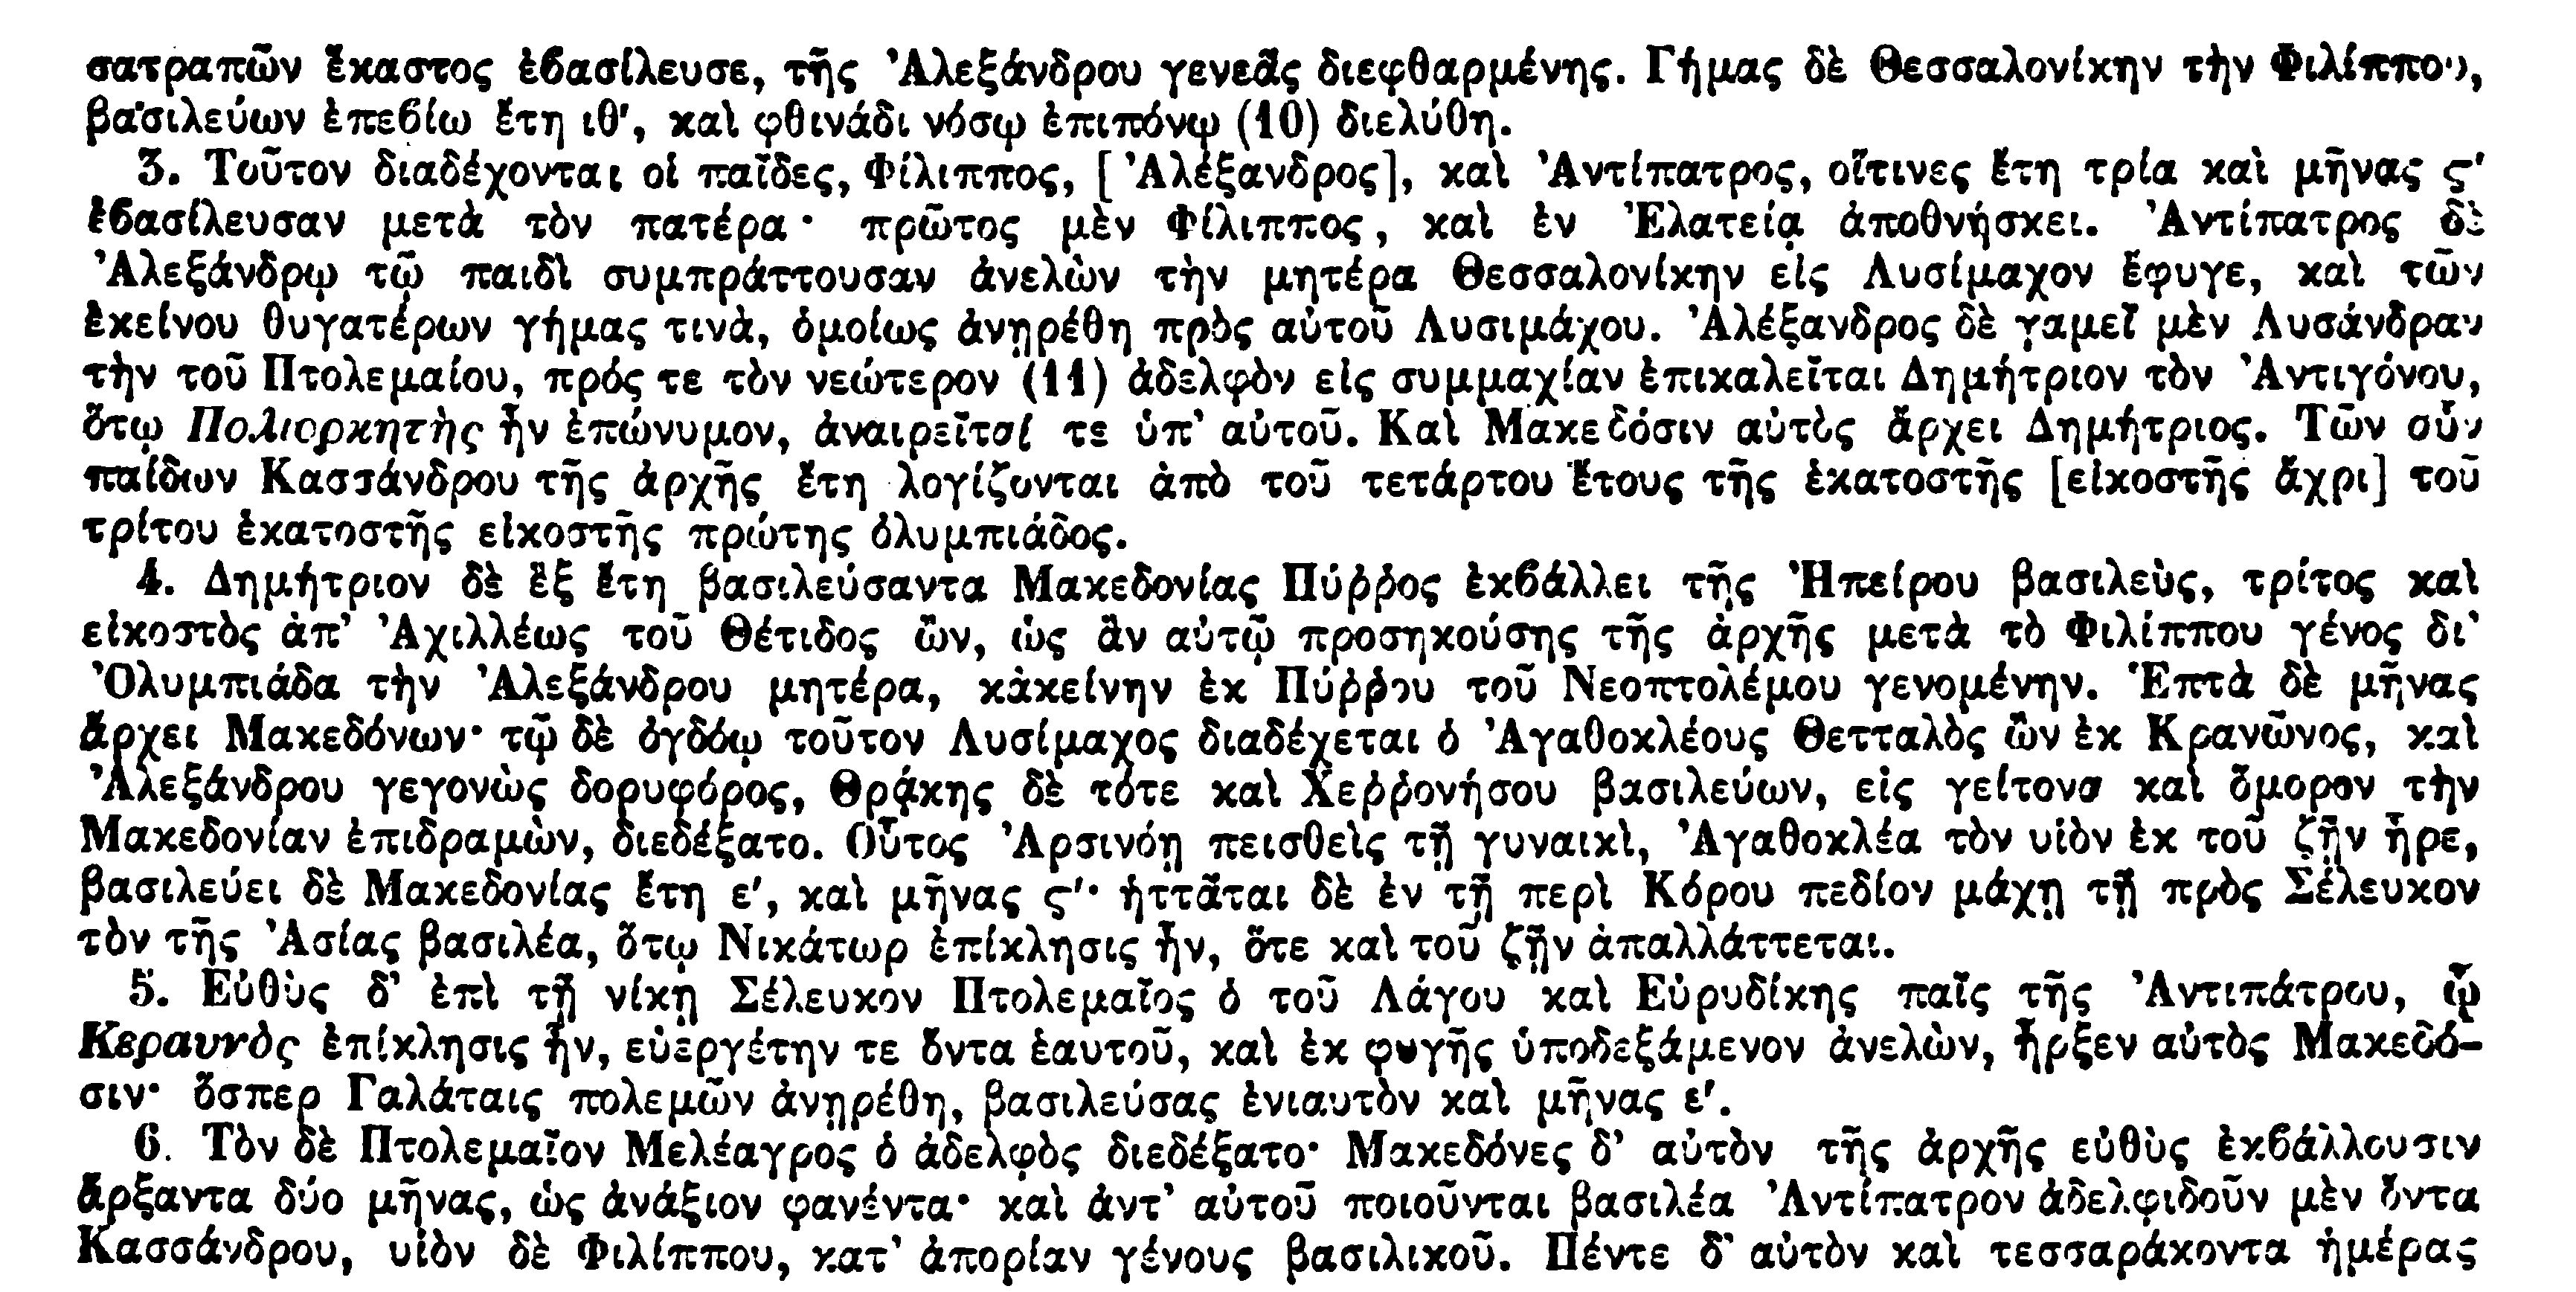 σατραπῶν ἕκαστος ἐβασίλευσε, τῆς Ἀλεξάνδρου γενεᾶς διεφθαρμένης. Γήμας δὲ Θεσσαλονίκην τὴν Φιλίππου,
βασιλεύων ἐπεβίω ἔτη ιθ', καὶ φθινάδι νόσῳ ἐπιπόνῳ (10) διελύθη.
3. Τοῦτον διαδέχονται οἱ παῖδες, Φίλιππος, [Ἀλέξανδρος], καὶ Ἀντίπατρος, οἵτινες ἔτη τρία καὶ μῆνας ς'
ἐβασίλευσαν μετὰ τὸν πατέρα· πρῶτος μὲν Φίλιππος, καὶ ἐν Ἐλατείᾳ ἀποθνήσκει. Ἀντίπατρος δὲ
Ἀλεξάνδρῳ τῷ παιδὶ συμπράττουσαν ἀνελὼν τὴν μητέρα Θεσσαλονίκην εἰς Λυσίμαχον ἔφυγε, καὶ τῶν
ἐκείνου θυγατέρων γήμας τινὰ, ὁμοίως ἀνῃρέθη πρὸς αὐτοῦ Λυσιμάχου. Ἀλέξανδρος δὲ γαμεῖ μὲν Λυσάνδραν
τὴν τοῦ Πτολεμαίου, πρός τε τὸν νεώτερον (11) ἀδελφὸν εἰς συμμαχίαν ἐπικαλεῖται Δημήτριον τὸν Ἀντιγόνου,
ὅτῳ Πολιορκητὴς ἦν ἐπώνυμον, ἀναιρεῖταί τε ὑπ' αὐτοῦ. Καὶ Μακεδόσιν αὐτὸς ἄρχει Δημήτριος. Τῶν οὖν
παίδων Κασσάνδρου τῆς ἀρχῆς ἔτη λογίζονται ἀπὸ τοῦ τετάρτου ἔτους τῆς ἑκατοστῆς [εἰκοστῆς ἄχρι] τοῦ
τρίτου ἑκατοστῆς εἰκοστῆς πρώτης ὀλυμπιάδος.
4. Δημήτριον δὲ ἓξ ἔτη βασιλεύσαντα Μακεδονίας Πύῤῥος ἐκβάλλει τῆς Ἠπείρου βασιλεὺς, τρίτος καὶ
εἰκοστὸς ἀπ' Ἀχιλλέως τοῦ Θέτιδος ὢν, ὡς ἂν αὐτῷ προσηκούσης τῆς ἀρχῆς μετὰ τὸ Φιλίππου γένος δι'
Ὀλυμπιάδα τὴν Ἀλεξάνδρου μητέρα, κἀκείνην ἐκ Πύῤῥου τοῦ Νεοπτολέμου γενομένην. Ἑπτὰ δὲ μῆνας
ἄρχει Μακεδόνων· τῷ δὲ ὀγδόῳ τοῦτον Λυσίμαχος διαδέχεται ὁ Ἀγαθοκλέους Θετταλὸς ὢν ἐκ Κρανῶνος, καὶ
Ἀλεξάνδρου γεγονὼς δορυφόρος, Θρᾴκης δὲ τότε καὶ Χεῤῥονήσου βασιλεύων, εἰς γείτονα καὶ ὅμορον τὴν
Μακεδονίαν ἐπιδραμὼν, διεδέξατο. Οὗτος Ἀρσινόῃ πεισθεὶς τῇ γυναικὶ, Ἀγαθοκλέα τὸν υἱὸν ἐκ τοῦ ζῇν ᾖρε,
βασιλεύει δὲ Μακεδονίας ἔτη ε', καὶ μῆνας ς'· ἡττᾶται δὲ ἐν τῇ περὶ Κόρου πεδίον μάχῃ τῇ πρὸς Σέλευκον
τὸν τῆς Ἀσίας βασιλέα, ὅτῳ Νικάτωρ ἐπίκλησις ἦν, ὅτε καὶ τοῦ ζῇν ἀπαλλάττεται.
5. Εὐθὺς δ' ἐπὶ τῇ νίκῃ Σέλευκον Πτολεμαῖος ὁ τοῦ Λάγου καὶ Εὐρυδίκης παῖς τῆς Ἀντιπάτρου, ᾧ
Κεραυνὸς ἐπίκλησις ἦν, εὐεργέτην τε ὄντα ἑαυτοῦ, καὶ ἐκ φυγῆς ὑποδεξάμενον ἀνελὼν, ἦρξεν αὐτὸς Μακεδό-
σιν· ὅσπερ Γαλάταις πολεμῶν ἀνῃρέθη, βασιλεύσας ἐνιαυτὸν καὶ μῆνας ε'.
6. Τὸν δὲ Πτολεμαῖον Μελέαγρος ὁ ἀδελφὸς διεδέξατο· Μακεδόνες δ' αὐτὸν τῆς ἀρχῆς εὐθὺς ἐκβάλλουσιν
ἄρξαντα δύο μῆνας, ὡς ἀνάξιον φανέντα· καὶ ἀντ' αὐτοῦ ποιοῦνται βασιλέα Ἀντίπατρον ἀδελφιδοῦν μὲν ὄντα
Κασσάνδρου, υἱὸν δὲ Φιλίππου, κατ' ἀπορίαν γένους βασιλικοῦ. Πέντε δ' αὐτὸν καὶ τεσσαράκοντα ἡμέρας